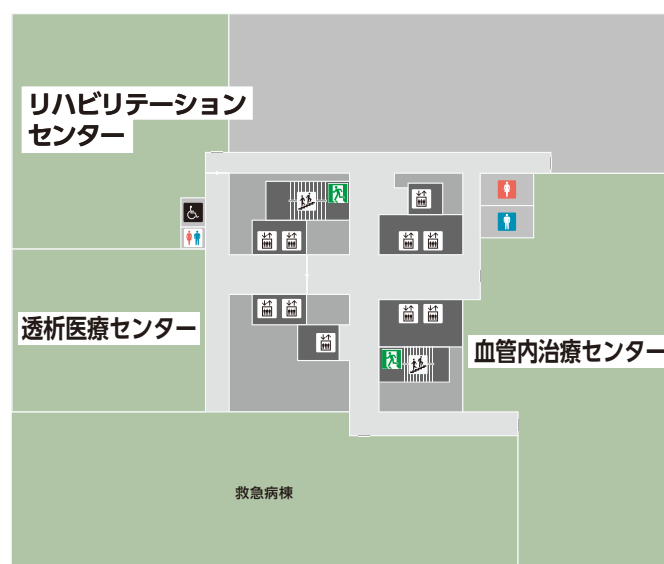 リハビリテーション
センター
透析医療センター
血管内治療センター
救急病棟